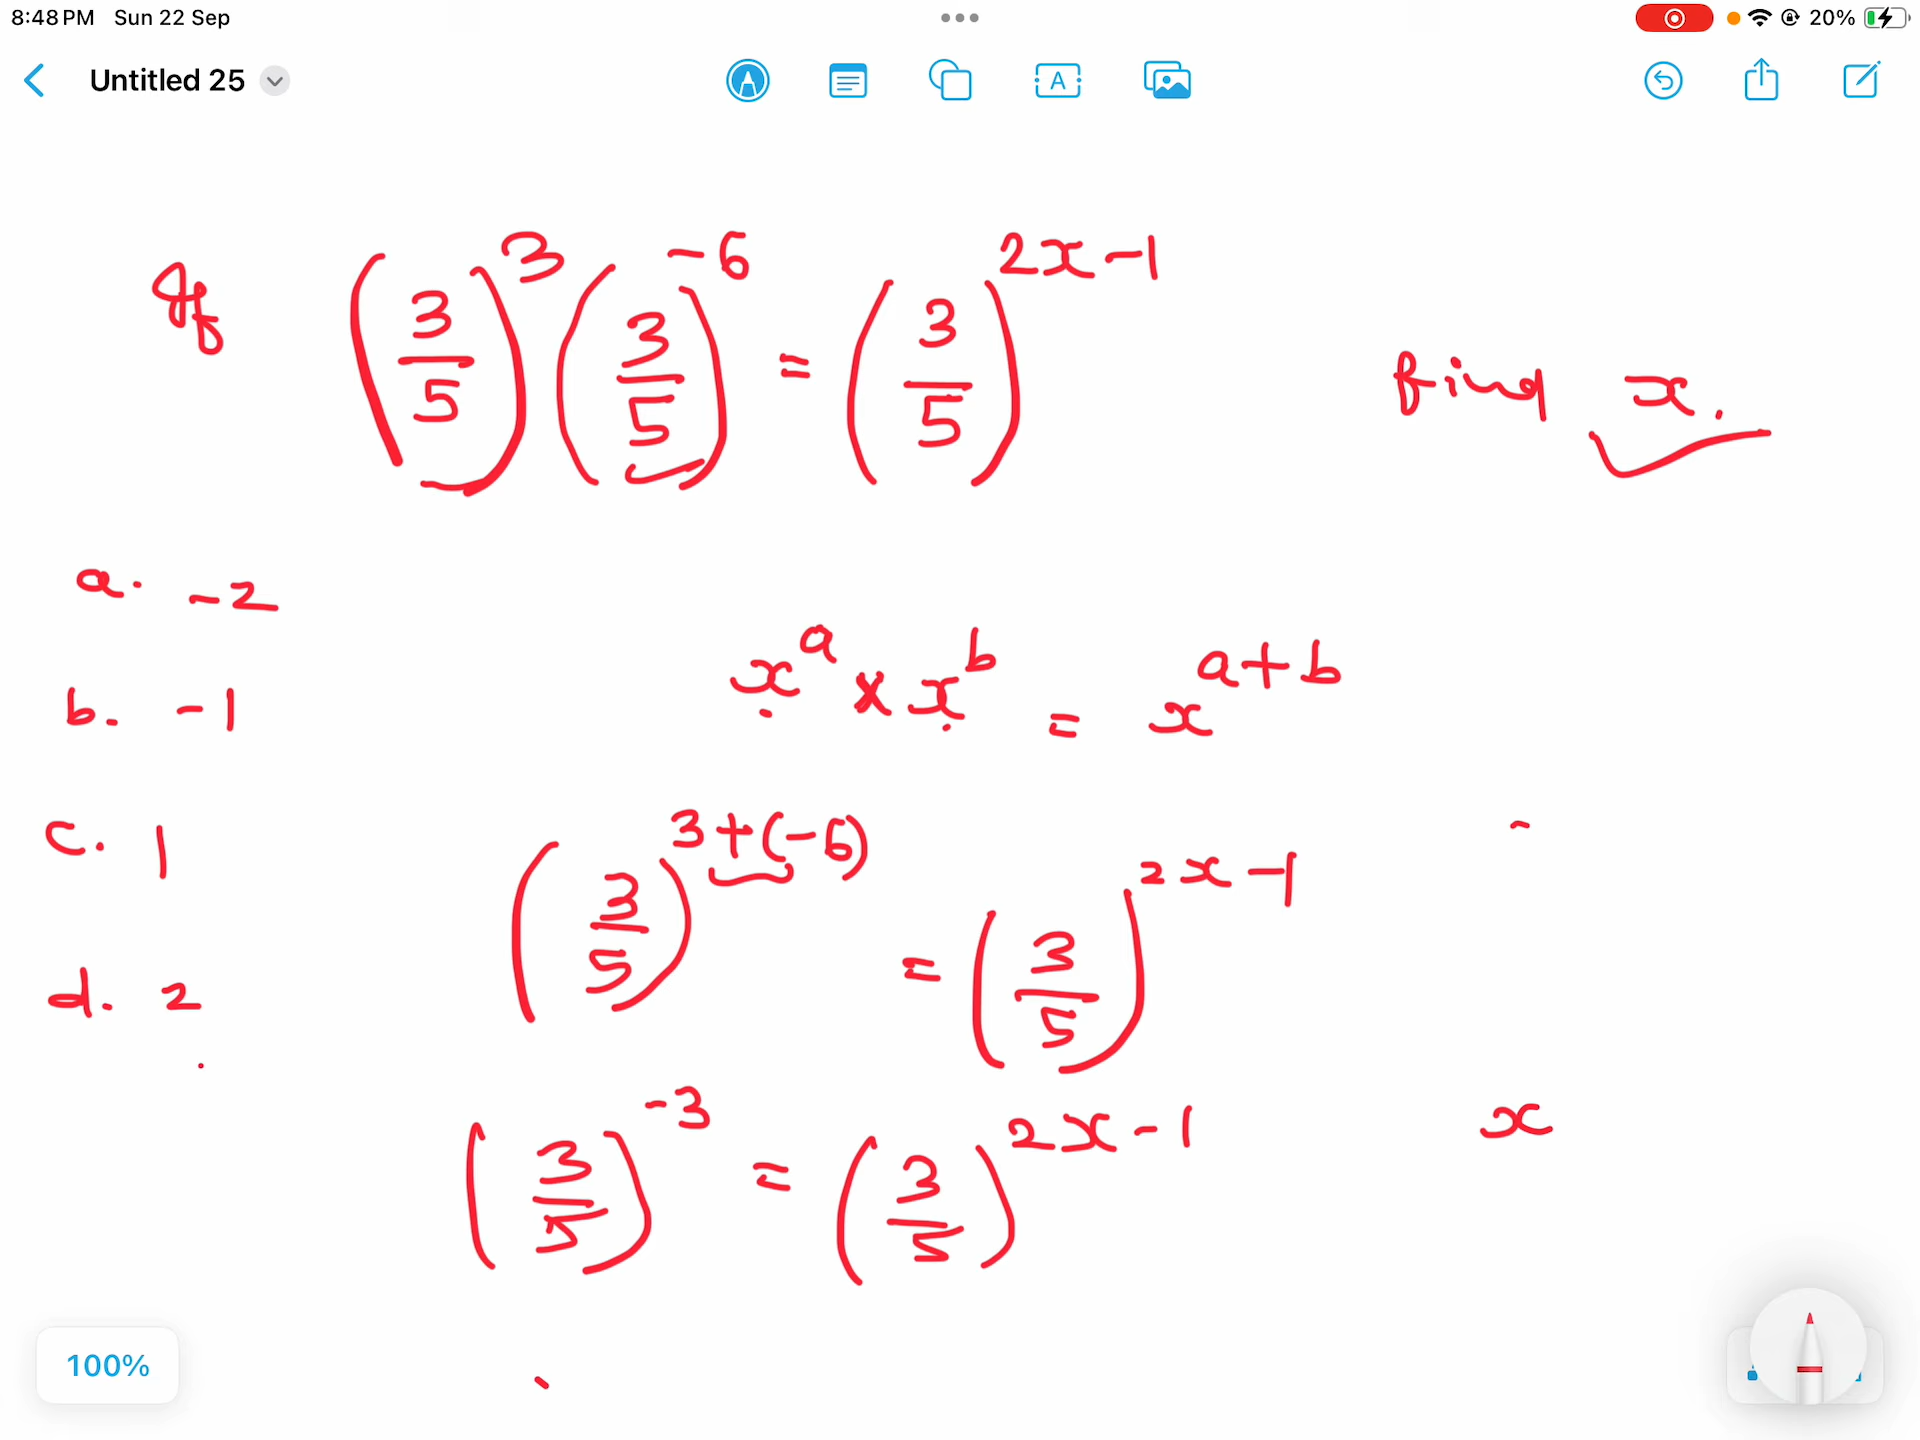 8:48 PM Sun 22 Sep 20%
Untitled 25
If (3/5)^3 (3/5)^-6 = (3/5)^2x-1 find x.
a. -2
x^a × x^b = x^a+b
b. -1
c. 1
(3/5)^3+(-6) = (3/5)^2x-1
d. 2
(3/5)^-3 = (3/5)^2x-1 x
100%